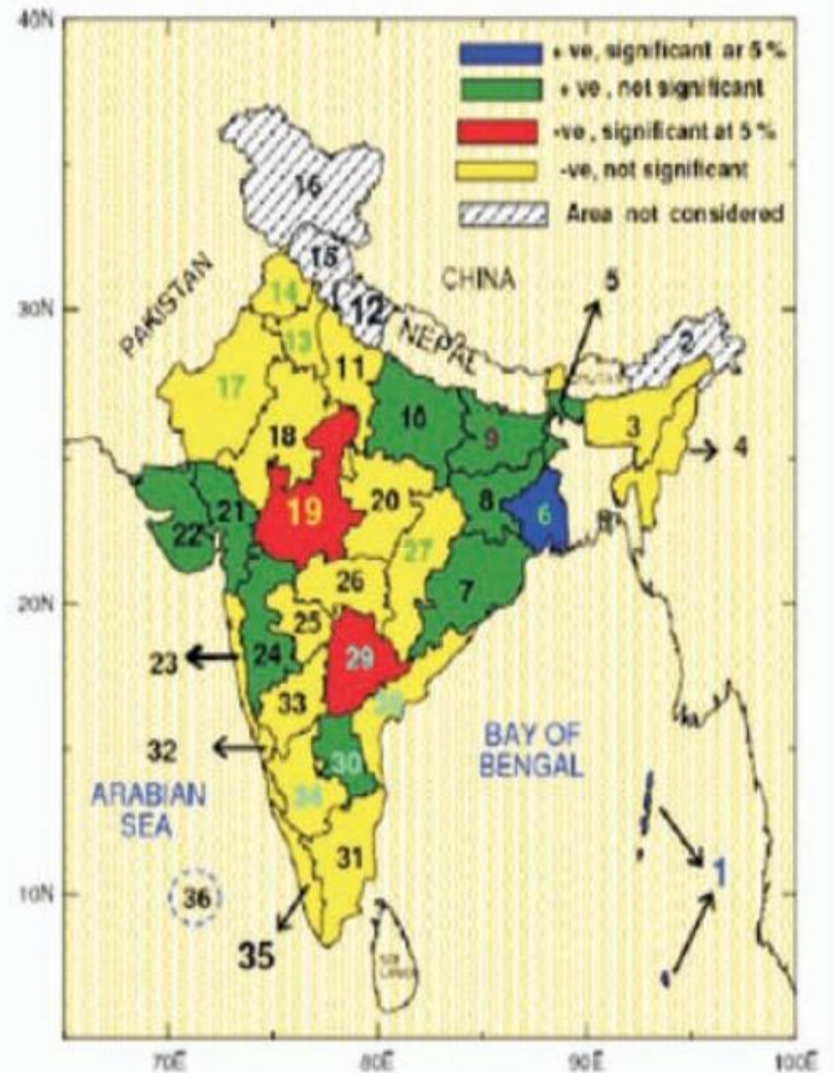 40N
+ ve, significant ar 5 %
+ ve , not significant
-ve , significant at 5 %
-ve, not significant
Area not considered
16
15
CHINA
5
PAKISTAN
14
12
30N
NEPAL
2
13
11
17
10
18
9
3
4
19
20
8
21
6
22
27
26
7
20N
25
23
24
29
33
32
30
BAY OF
BENGAL
34
ARABIAN
SEA
31
1
10N
36
35
SRI
LANKA
70E
80E
90E
100E